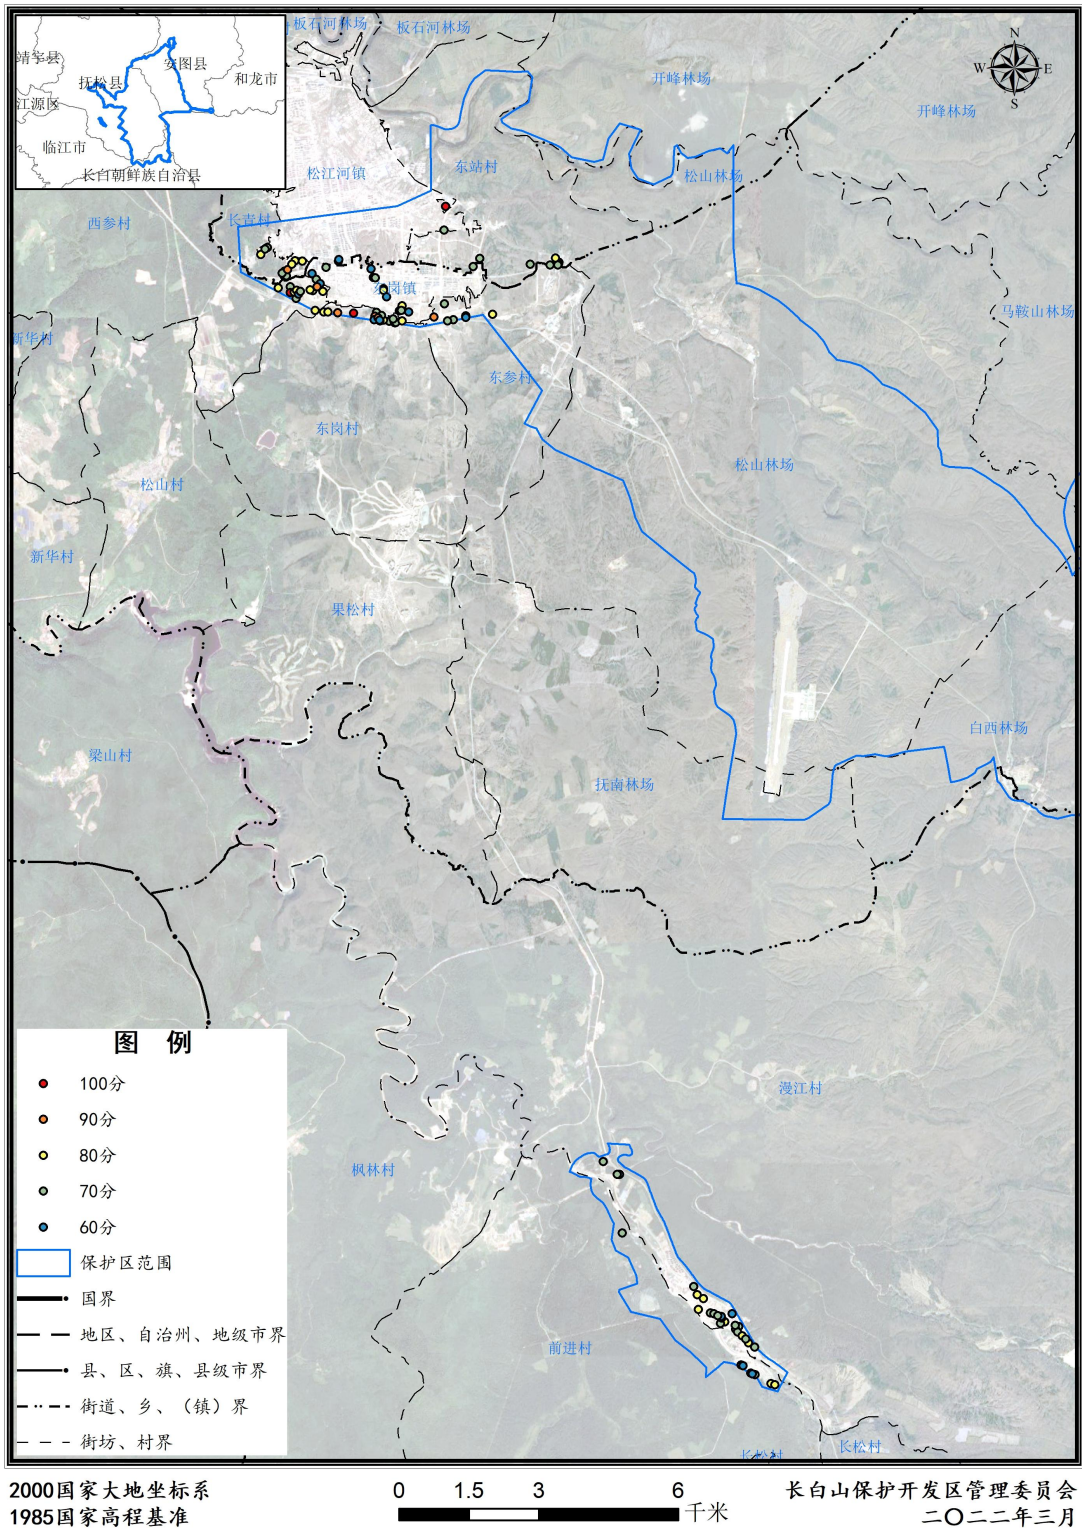 靖宇县
抚松县
安图县
和龙市
江源区
临江市
长白朝鲜族自治县
板石河林场
板石河林场
开峰林场
开峰林场
N
W
E
S
松江河镇
东站村
松山林场
西参村
长青村
岗镇
马鞍山林场
新华村
东参村
东岗村
松山林场
松山村
新华村
果松村
白西林场
梁山村
抚南林场
漫江村
枫林村
前进村
长松村
长松村
图 例
100分
90分
80分
70分
60分
保护区范围
国界
地区、自治州、地级市界
县、区、旗、县级市界
街道、乡、（镇）界
街坊、村界
2000国家大地坐标系
1985国家高程基准
0 1.5 3 6
千米
长白山保护开发区管理委员会
二〇二二年三月